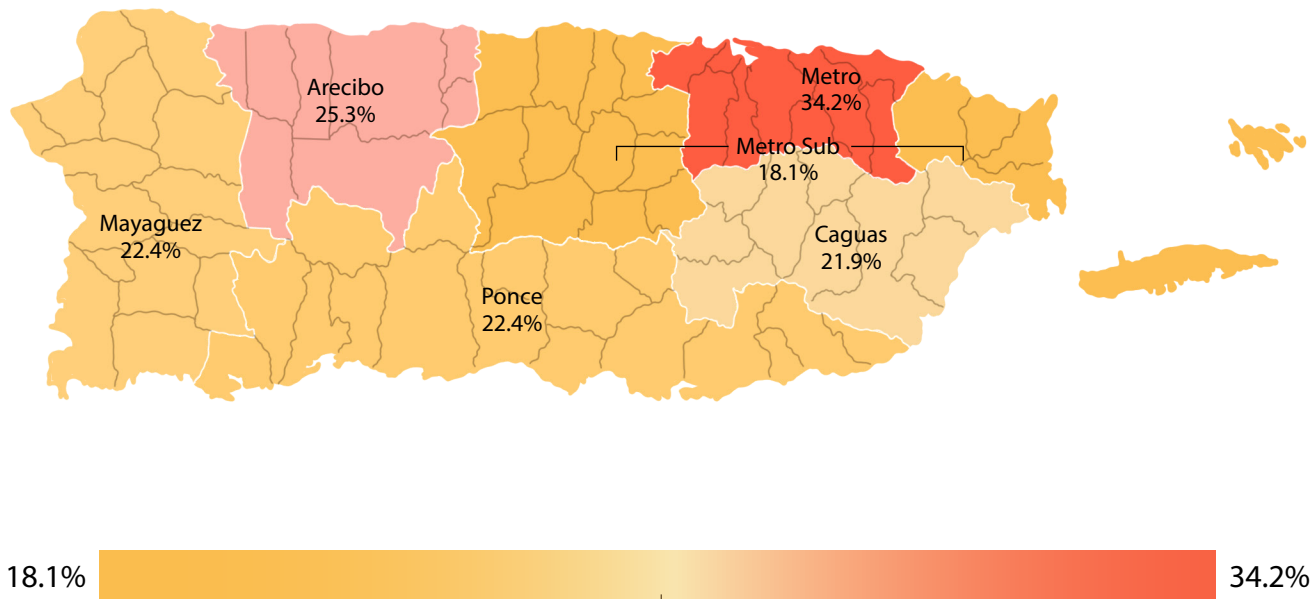 Arecibo
25.3%
Metro
34.2%
Metro Sub
18.1%
Mayaguez
22.4%
Caguas
21.9%
Ponce
22.4%
18.1%
34.2%